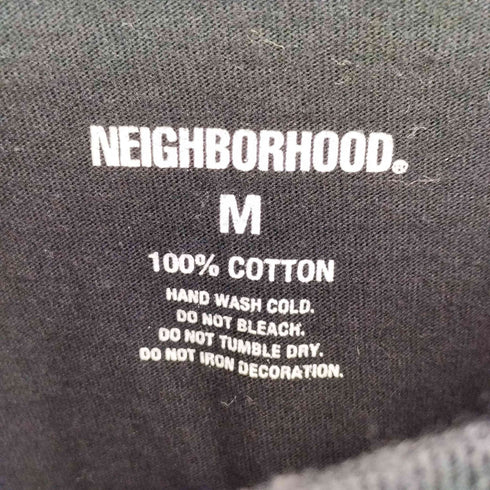 NEIGHBORHOOD®
M
100% COTTON
HAND WASH COLD.
DO NOT BLEACH.
DO NOT TUMBLE DRY.
DO NOT IRON DECORATION.